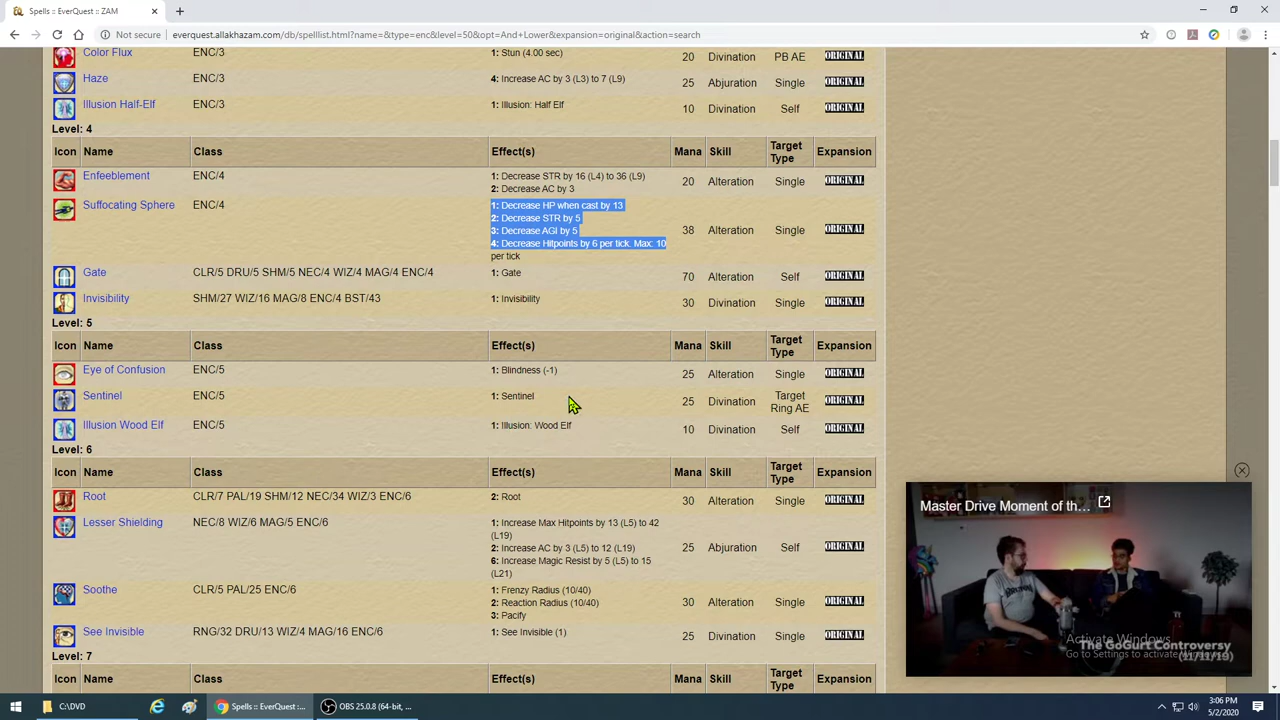 Spells :: EverQuest :: ZAM
Not secure everquest.allakhazam.com/db/spelllist.html?name=&type=enc&level=50&opt=And+Lower&expansion=original&action=search
Color Flux ENC/3 1: Stun (4.00 sec) 20 Divination PB AE ORIGINAL
Haze ENC/3 4: Increase AC by 3 (L3) to 7 (L9) 25 Abjuration Single ORIGINAL
Illusion Half-Elf ENC/3 1: Illusion: Half Elf 10 Divination Self ORIGINAL
Level: 4
Icon Name Class Effect(s) Mana Skill Target Type Expansion
Enfeeblement ENC/4 1: Decrease STR by 16 (L4) to 36 (L9) 20 Alteration Single ORIGINAL
2: Decrease AC by 3
Suffocating Sphere ENC/4 1: Decrease HP when cast by 13
2: Decrease STR by 5
3: Decrease AGI by 5 38 Alteration Single ORIGINAL
4: Decrease Hitpoints by 6 per tick. Max: 10
per tick
Gate CLR/5 DRU/5 SHM/5 NEC/4 WIZ/4 MAG/4 ENC/4 1: Gate 70 Alteration Self ORIGINAL
Invisibility SHM/27 WIZ/16 MAG/8 ENC/4 BST/43 1: Invisibility 30 Divination Single ORIGINAL
Level: 5
Icon Name Class Effect(s) Mana Skill Target Type Expansion
Eye of Confusion ENC/5 1: Blindness (-1) 25 Alteration Single ORIGINAL
Sentinel ENC/5 1: Sentinel 25 Divination Target Ring AE ORIGINAL
Illusion Wood Elf ENC/5 1: Illusion: Wood Elf 10 Divination Self ORIGINAL
Level: 6
Icon Name Class Effect(s) Mana Skill Target Type Expansion
Root CLR/7 PAL/19 SHM/12 NEC/34 WIZ/3 ENC/6 2: Root 30 Alteration Single ORIGINAL
Lesser Shielding NEC/8 WIZ/6 MAG/5 ENC/6 1: Increase Max Hitpoints by 13 (L5) to 42
(L19)
2: Increase AC by 3 (L5) to 12 (L19) 25 Abjuration Self ORIGINAL
6: Increase Magic Resist by 5 (L5) to 15
(L21)
Soothe CLR/5 PAL/25 ENC/6 1: Frenzy Radius (10/40)
2: Reaction Radius (10/40) 30 Alteration Single ORIGINAL
3: Pacify
See Invisible RNG/32 DRU/13 WIZ/4 MAG/16 ENC/6 1: See Invisible (1) 25 Divination Single ORIGINAL
Level: 7
Icon Name Class Effect(s) Mana Skill Target Type Expansion
Master Drive Moment of th...
Activate Windows
Go to Settings to activate
The GoGurt Controversy
(11/11/19)
C:\DVD
Spells :: EverQuest :...
OBS 25.0.8 (64-bit, ...
3:06 PM
5/2/2020